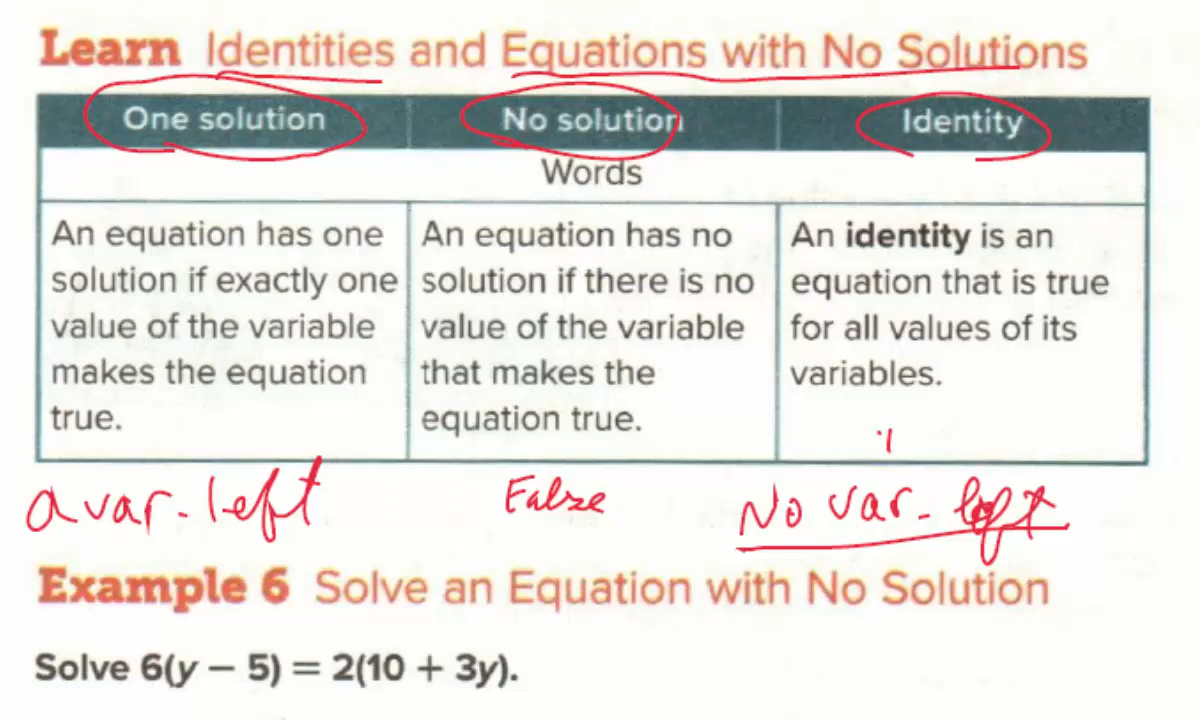 Learn Identities and Equations with No Solutions
One solution No solution Identity
Words
An equation has one solution if exactly one value of the variable makes the equation true.
An equation has no solution if there is no value of the variable that makes the equation true.
An identity is an equation that is true for all values of its variables.
a var. left False No var. left
Example 6 Solve an Equation with No Solution
Solve 6(y – 5) = 2(10 + 3y).